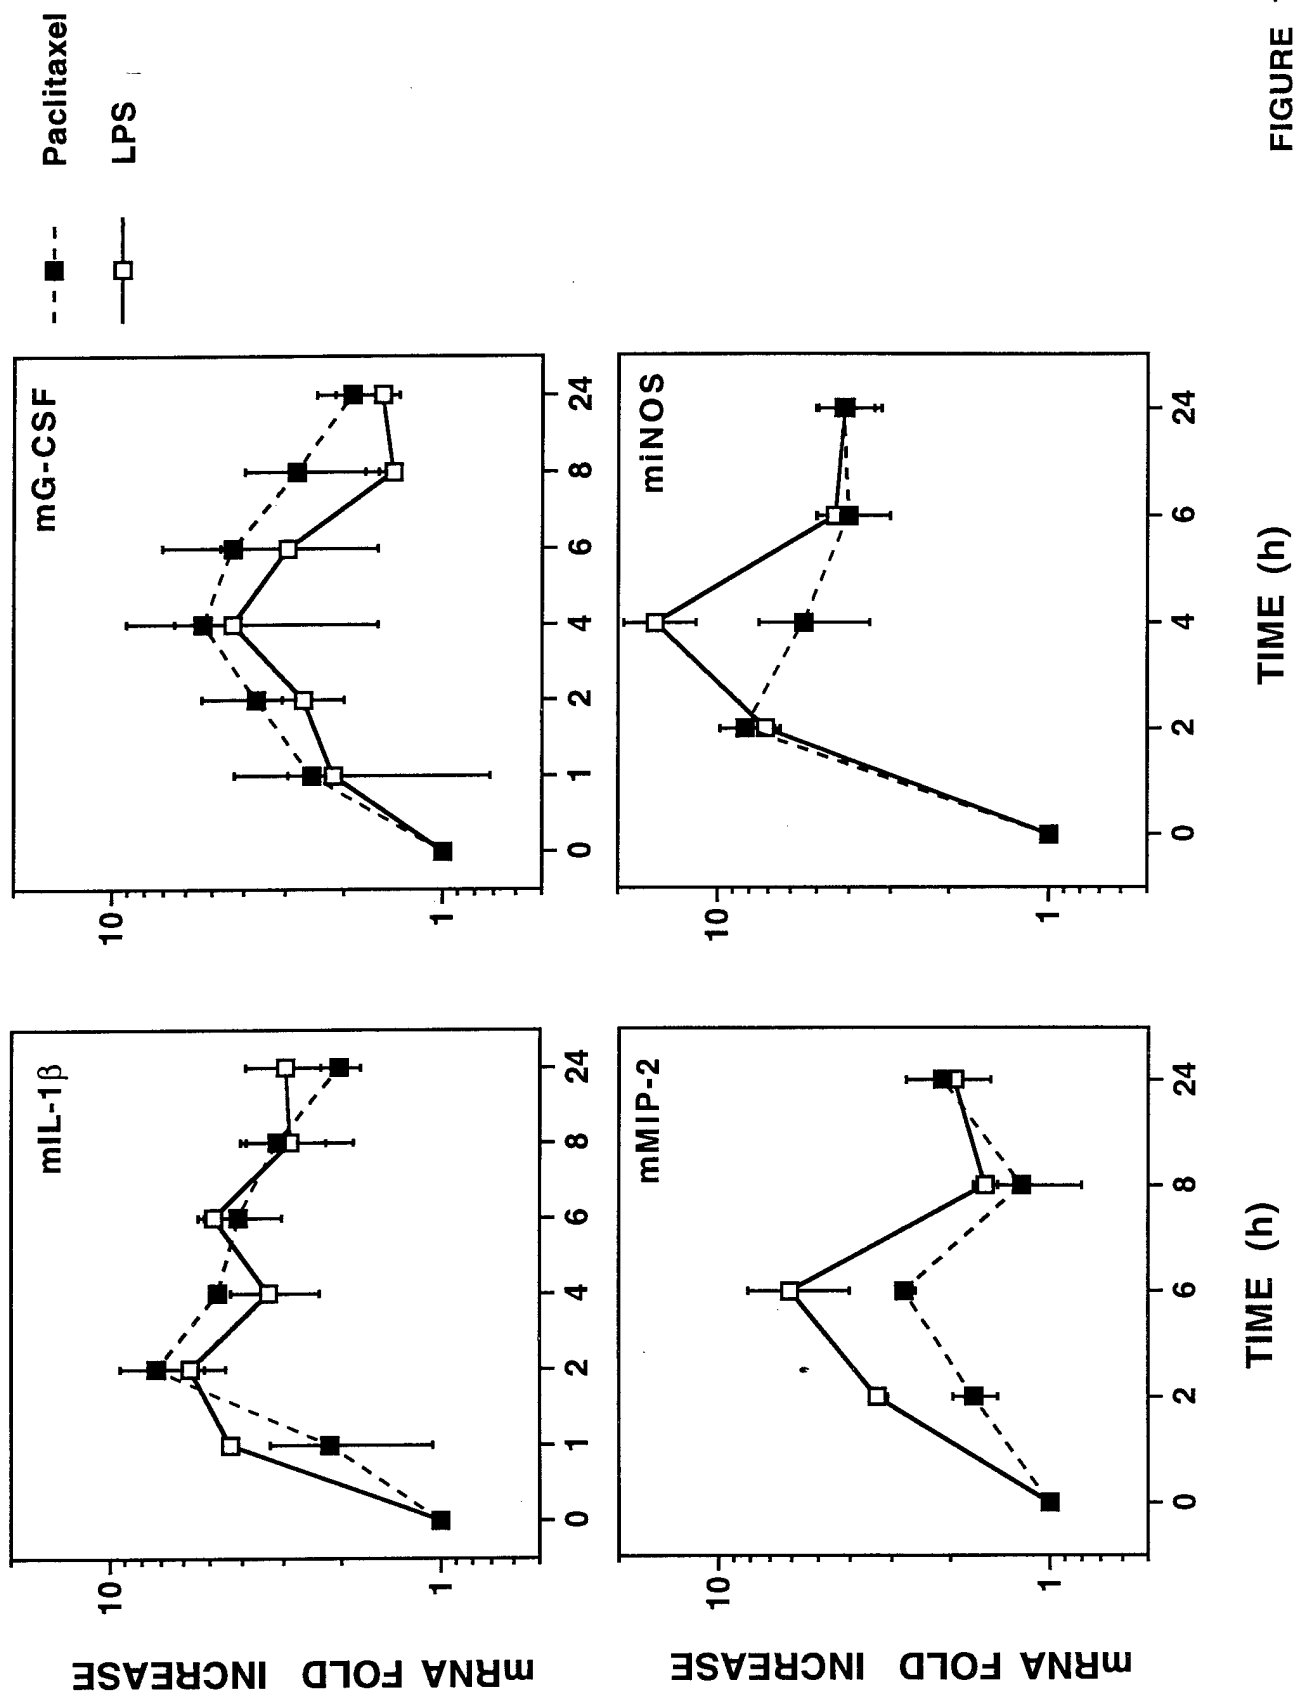 mIL-1β
mRNA FOLD INCREASE
10
1
0 1 2 4 6 8 24
mG-CSF
10
1
0 1 2 4 6 8 24
Paclitaxel
LPS
mMIP-2
mRNA FOLD INCREASE
10
1
0 2 6 8 24
TIME (h)
miNOS
10
1
0 2 4 6 24
TIME (h)
FIGURE